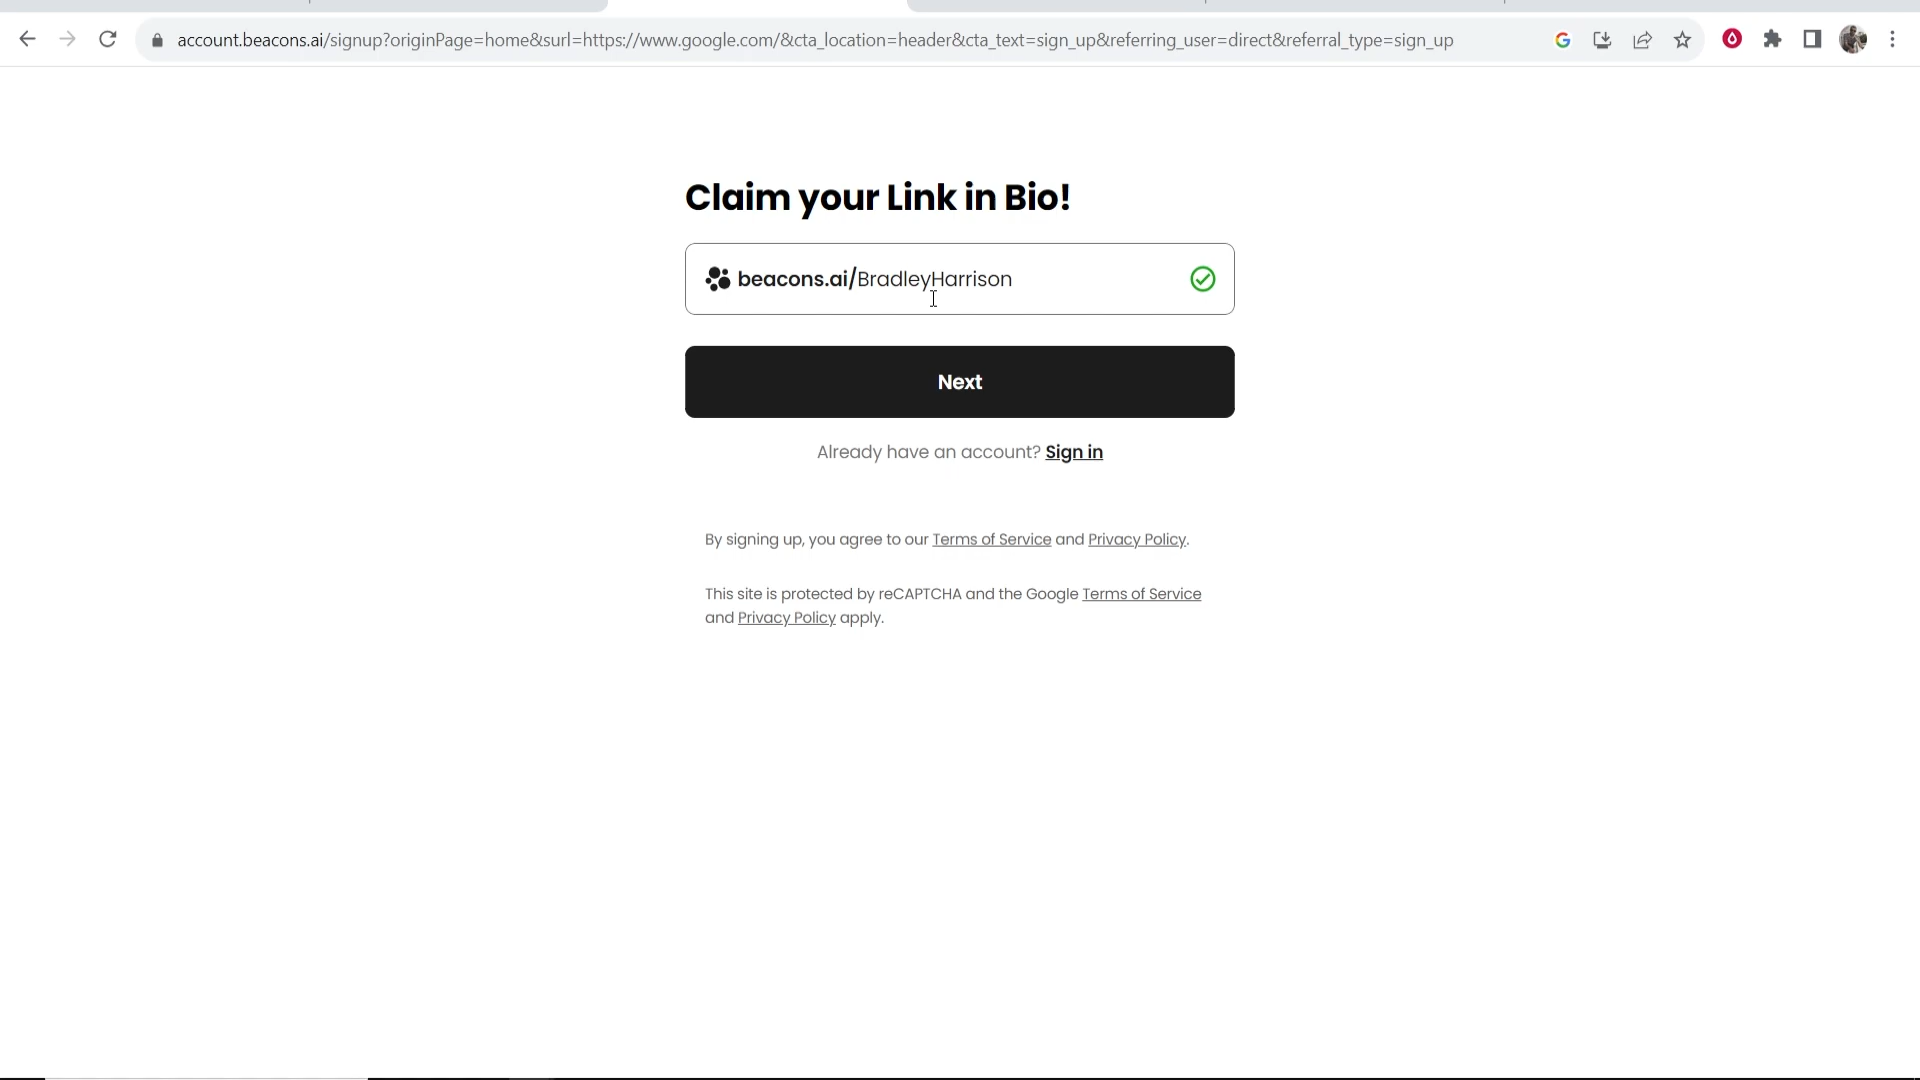 account.beacons.ai/signup?originPage=home&surl=https://www.google.com/&cta_location=header&cta_text=sign_up&referring_user=direct&referral_type=sign_up
Claim your Link in Bio!
beacons.ai/BradleyHarrison
Next
Already have an account? Sign in
By signing up, you agree to our Terms of Service and Privacy Policy.
This site is protected by reCAPTCHA and the Google Terms of Service
and Privacy Policy apply.